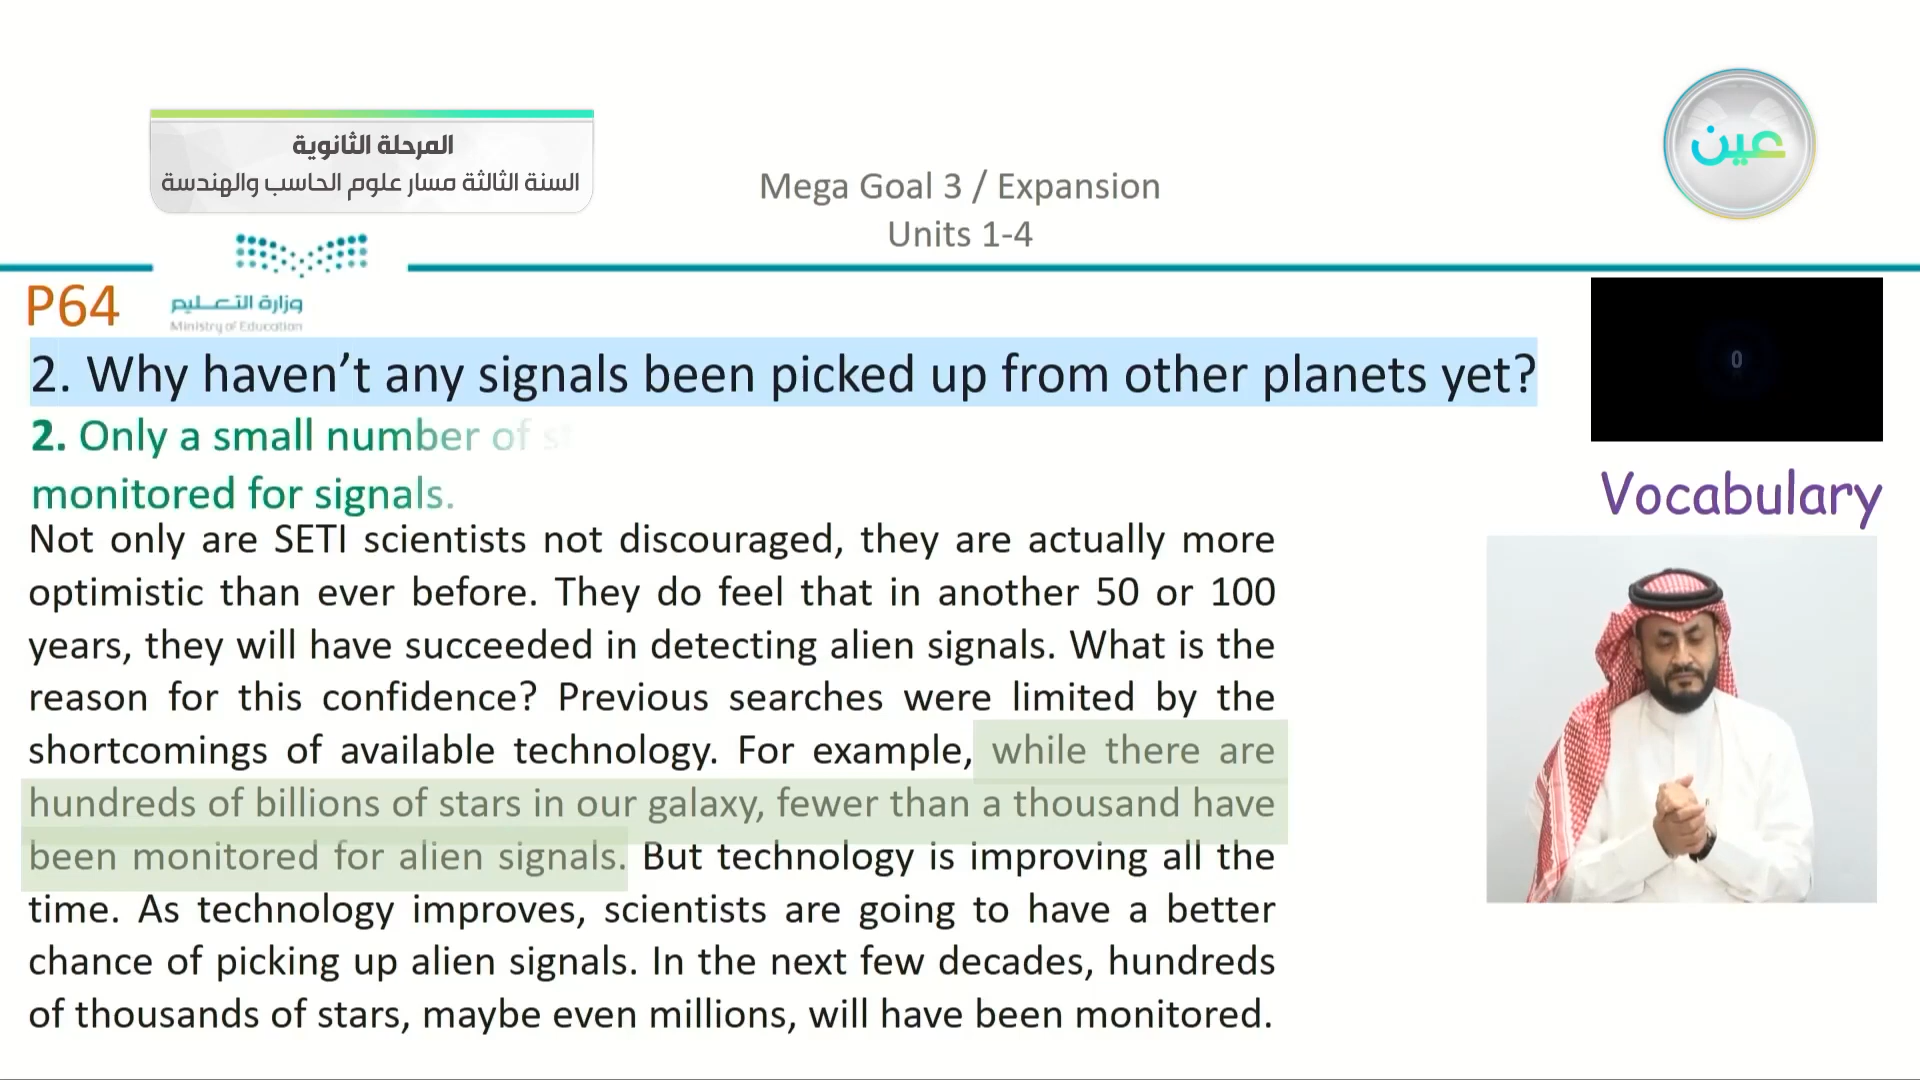 المرحلة الثانوية
السنة الثالثة مسار علوم الحاسب والهندسة
عين
Mega Goal 3 / Expansion
Units 1-4
وزارة التعليم
Ministry of Education
P64
0
2. Why haven’t any signals been picked up from other planets yet?
2. Only a small number of
monitored for signals.
Vocabulary
Not only are SETI scientists not discouraged, they are actually more
optimistic than ever before. They do feel that in another 50 or 100
years, they will have succeeded in detecting alien signals. What is the
reason for this confidence? Previous searches were limited by the
shortcomings of available technology. For example, while there are
hundreds of billions of stars in our galaxy, fewer than a thousand have
been monitored for alien signals. But technology is improving all the
time. As technology improves, scientists are going to have a better
chance of picking up alien signals. In the next few decades, hundreds
of thousands of stars, maybe even millions, will have been monitored.